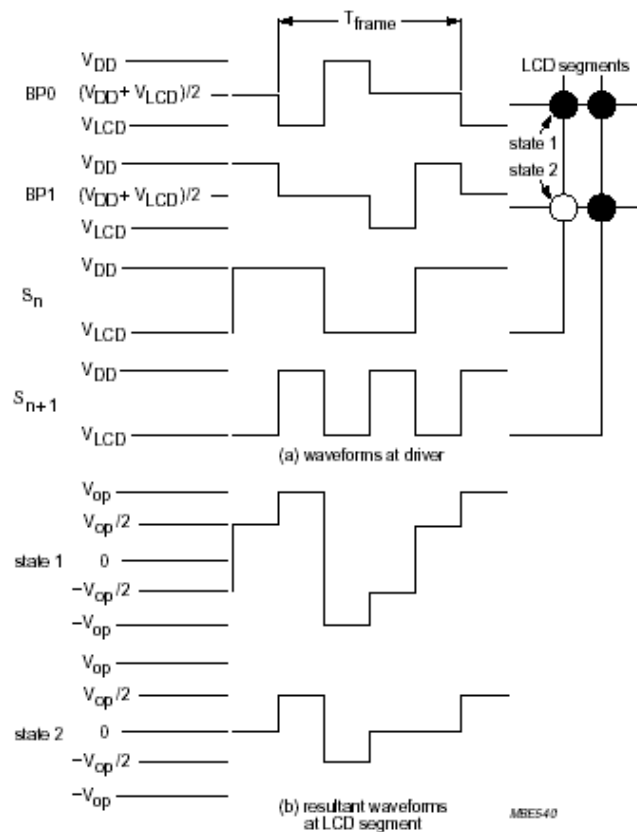 T_frame
V_DD
BP0 (V_DD + V_LCD)/2
V_LCD
LCD segments
state 1
V_DD
BP1 (V_DD + V_LCD)/2
V_LCD
state 2
V_DD
S_n
V_LCD
V_DD
S_n+1
V_LCD
(a) waveforms at driver
V_op
V_op/2
state 1 0
−V_op/2
−V_op
V_op
V_op/2
state 2 0
−V_op/2
−V_op
(b) resultant waveforms
at LCD segment
MBE540